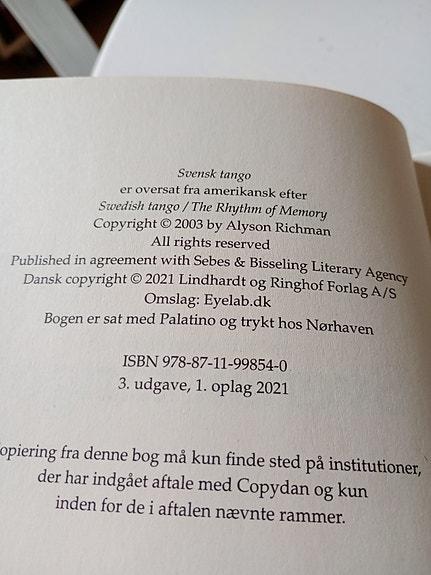 Svensk tango
er oversat fra amerikansk efter
Swedish tango / The Rhythm of Memory
Copyright © 2003 by Alyson Richman
All rights reserved
Published in agreement with Sebes & Bisseling Literary Agency
Dansk copyright © 2021 Lindhardt og Ringhof Forlag A/S
Omslag: Eyelab.dk
Bogen er sat med Palatino og trykt hos Nørhaven
ISBN 978-87-11-99854-0
3. udgave, 1. oplag 2021
opiering fra denne bog må kun finde sted på institutioner,
der har indgået aftale med Copydan og kun
inden for de i aftalen nævnte rammer.